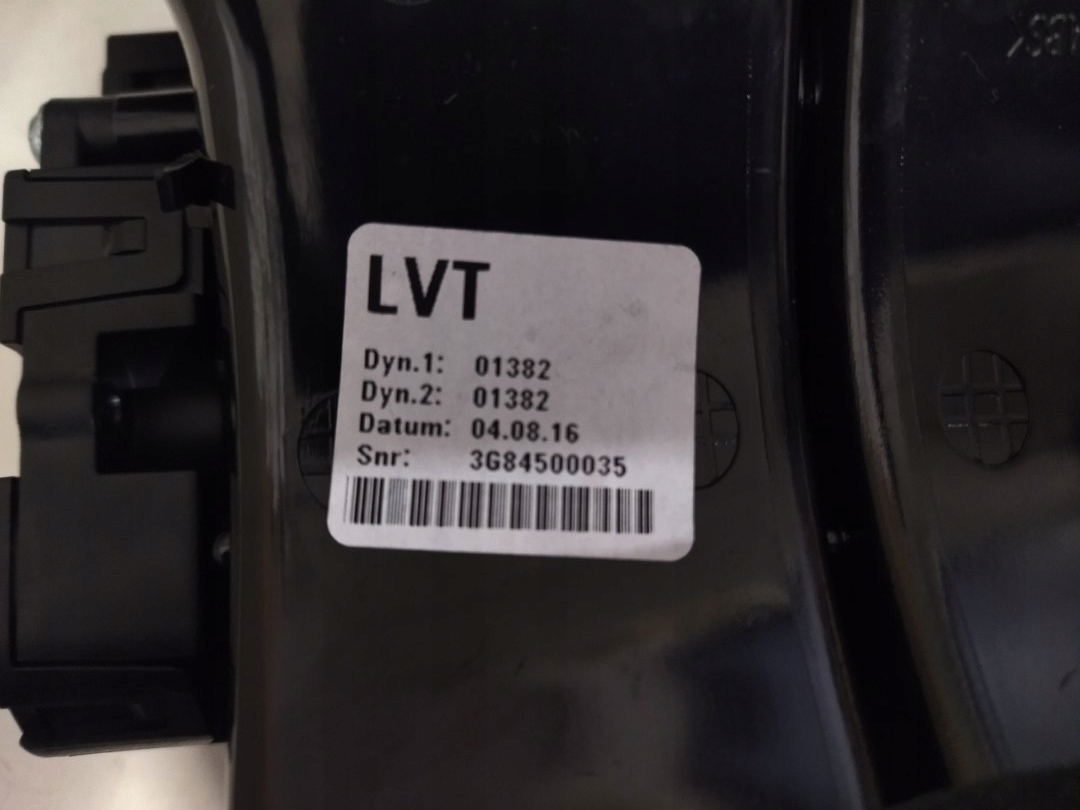 LVT
Dyn.1: 01382
Dyn.2: 01382
Datum: 04.08.16
Snr: 3G84500035